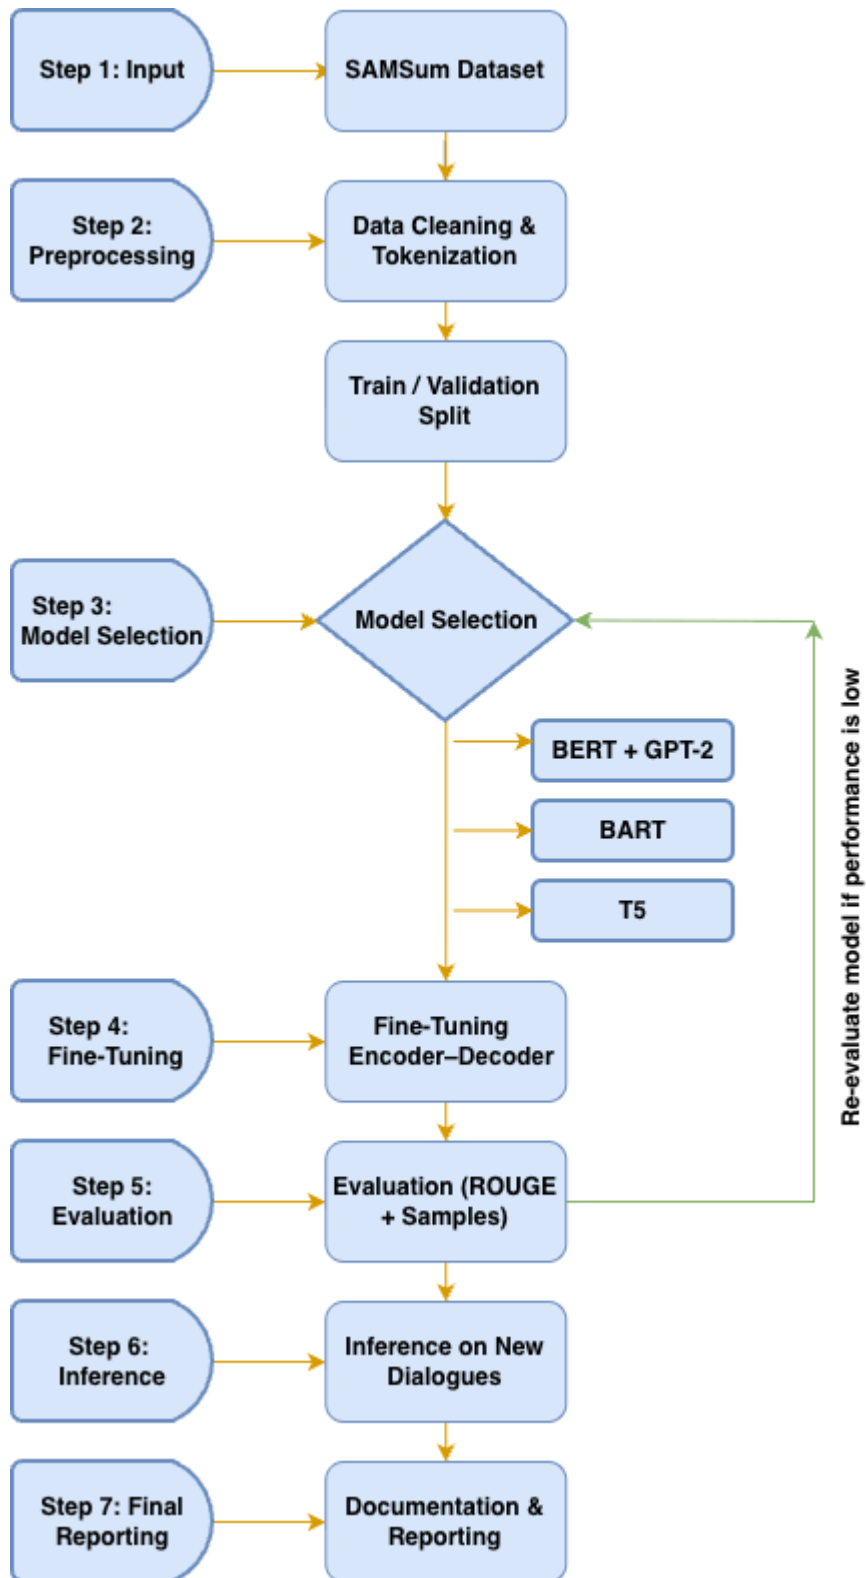 Step 1: Input
SAMSum Dataset
Step 2:
Preprocessing
Data Cleaning &
Tokenization
Train / Validation
Split
Step 3:
Model Selection
Model Selection
BERT + GPT-2
BART
T5
Re-evaluate model if performance is low
Step 4:
Fine-Tuning
Fine-Tuning
Encoder–Decoder
Step 5:
Evaluation
Evaluation (ROUGE
+ Samples)
Step 6:
Inference
Inference on New
Dialogues
Step 7: Final
Reporting
Documentation &
Reporting